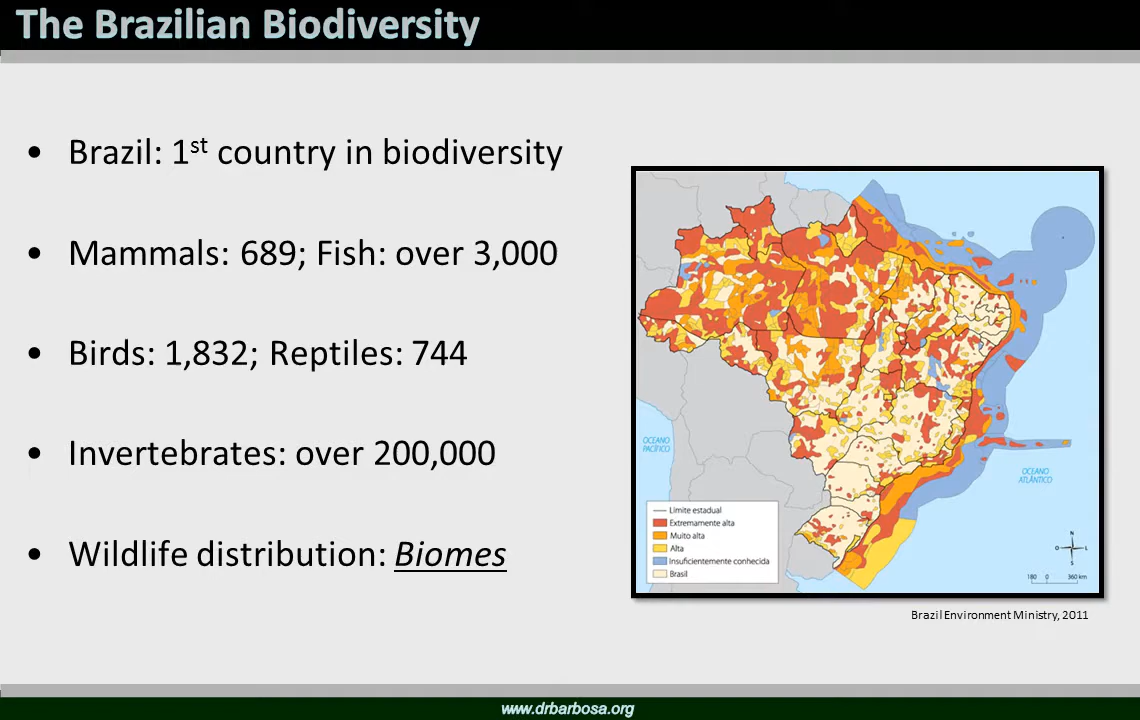 The Brazilian Biodiversity
• Brazil: 1st country in biodiversity
• Mammals: 689; Fish: over 3,000
• Birds: 1,832; Reptiles: 744
• Invertebrates: over 200,000
• Wildlife distribution: Biomes
OCEANO
PACÍFICO
OCEANO
ATLÂNTICO
Limite estadual
Extremamente alta
Muito alta
Alta
Insuficientemente conhecida
Brasil
N
O L
S
180 0 360 km
Brazil Environment Ministry, 2011
www.drbarbosa.org